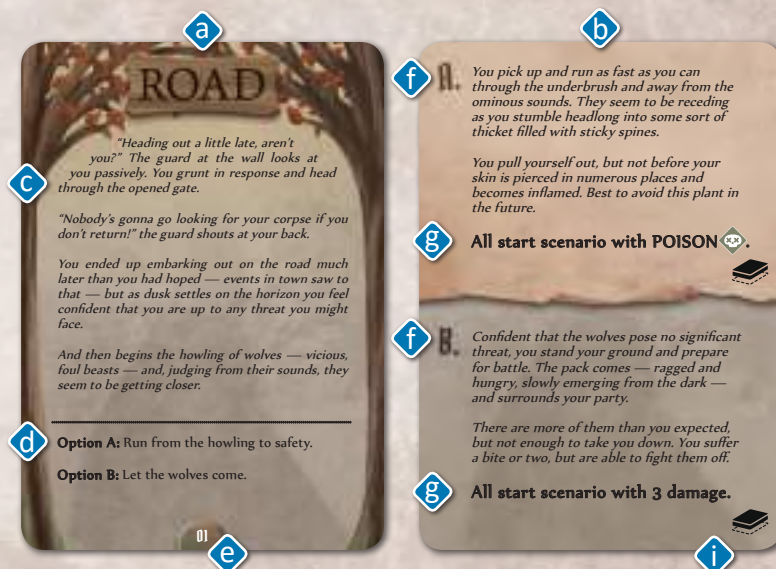 a
b
ROAD
c
“Heading out a little late, aren't
you?” The guard at the wall looks at
you passively. You grunt in response and head
through the opened gate.
“Nobody's gonna go looking for your corpse if you
don't return!” the guard shouts at your back.
You ended up embarking out on the road much
later than you had hoped — events in town saw to
that — but as dusk settles on the horizon you feel
confident that you are up to any threat you might
face.
And then begins the howling of wolves — vicious,
foul beasts — and, judging from their sounds, they
seem to be getting closer.
d
Option A: Run from the howling to safety.
Option B: Let the wolves come.
01
e
f
A.
You pick up and run as fast as you can
through the underbrush and away from the
ominous sounds. They seem to be receding
as you stumble headlong into some sort of
thicket filled with sticky spines.
You pull yourself out, but not before your
skin is pierced in numerous places and
becomes inflamed. Best to avoid this plant in
the future.
g
All start scenario with POISON .
f
B.
Confident that the wolves pose no significant
threat, you stand your ground and prepare
for battle. The pack comes — ragged and
hungry, slowly emerging from the dark —
and surrounds your party.
There are more of them than you expected,
but not enough to take you down. You suffer
a bite or two, but are able to fight them off.
g
All start scenario with 3 damage.
i